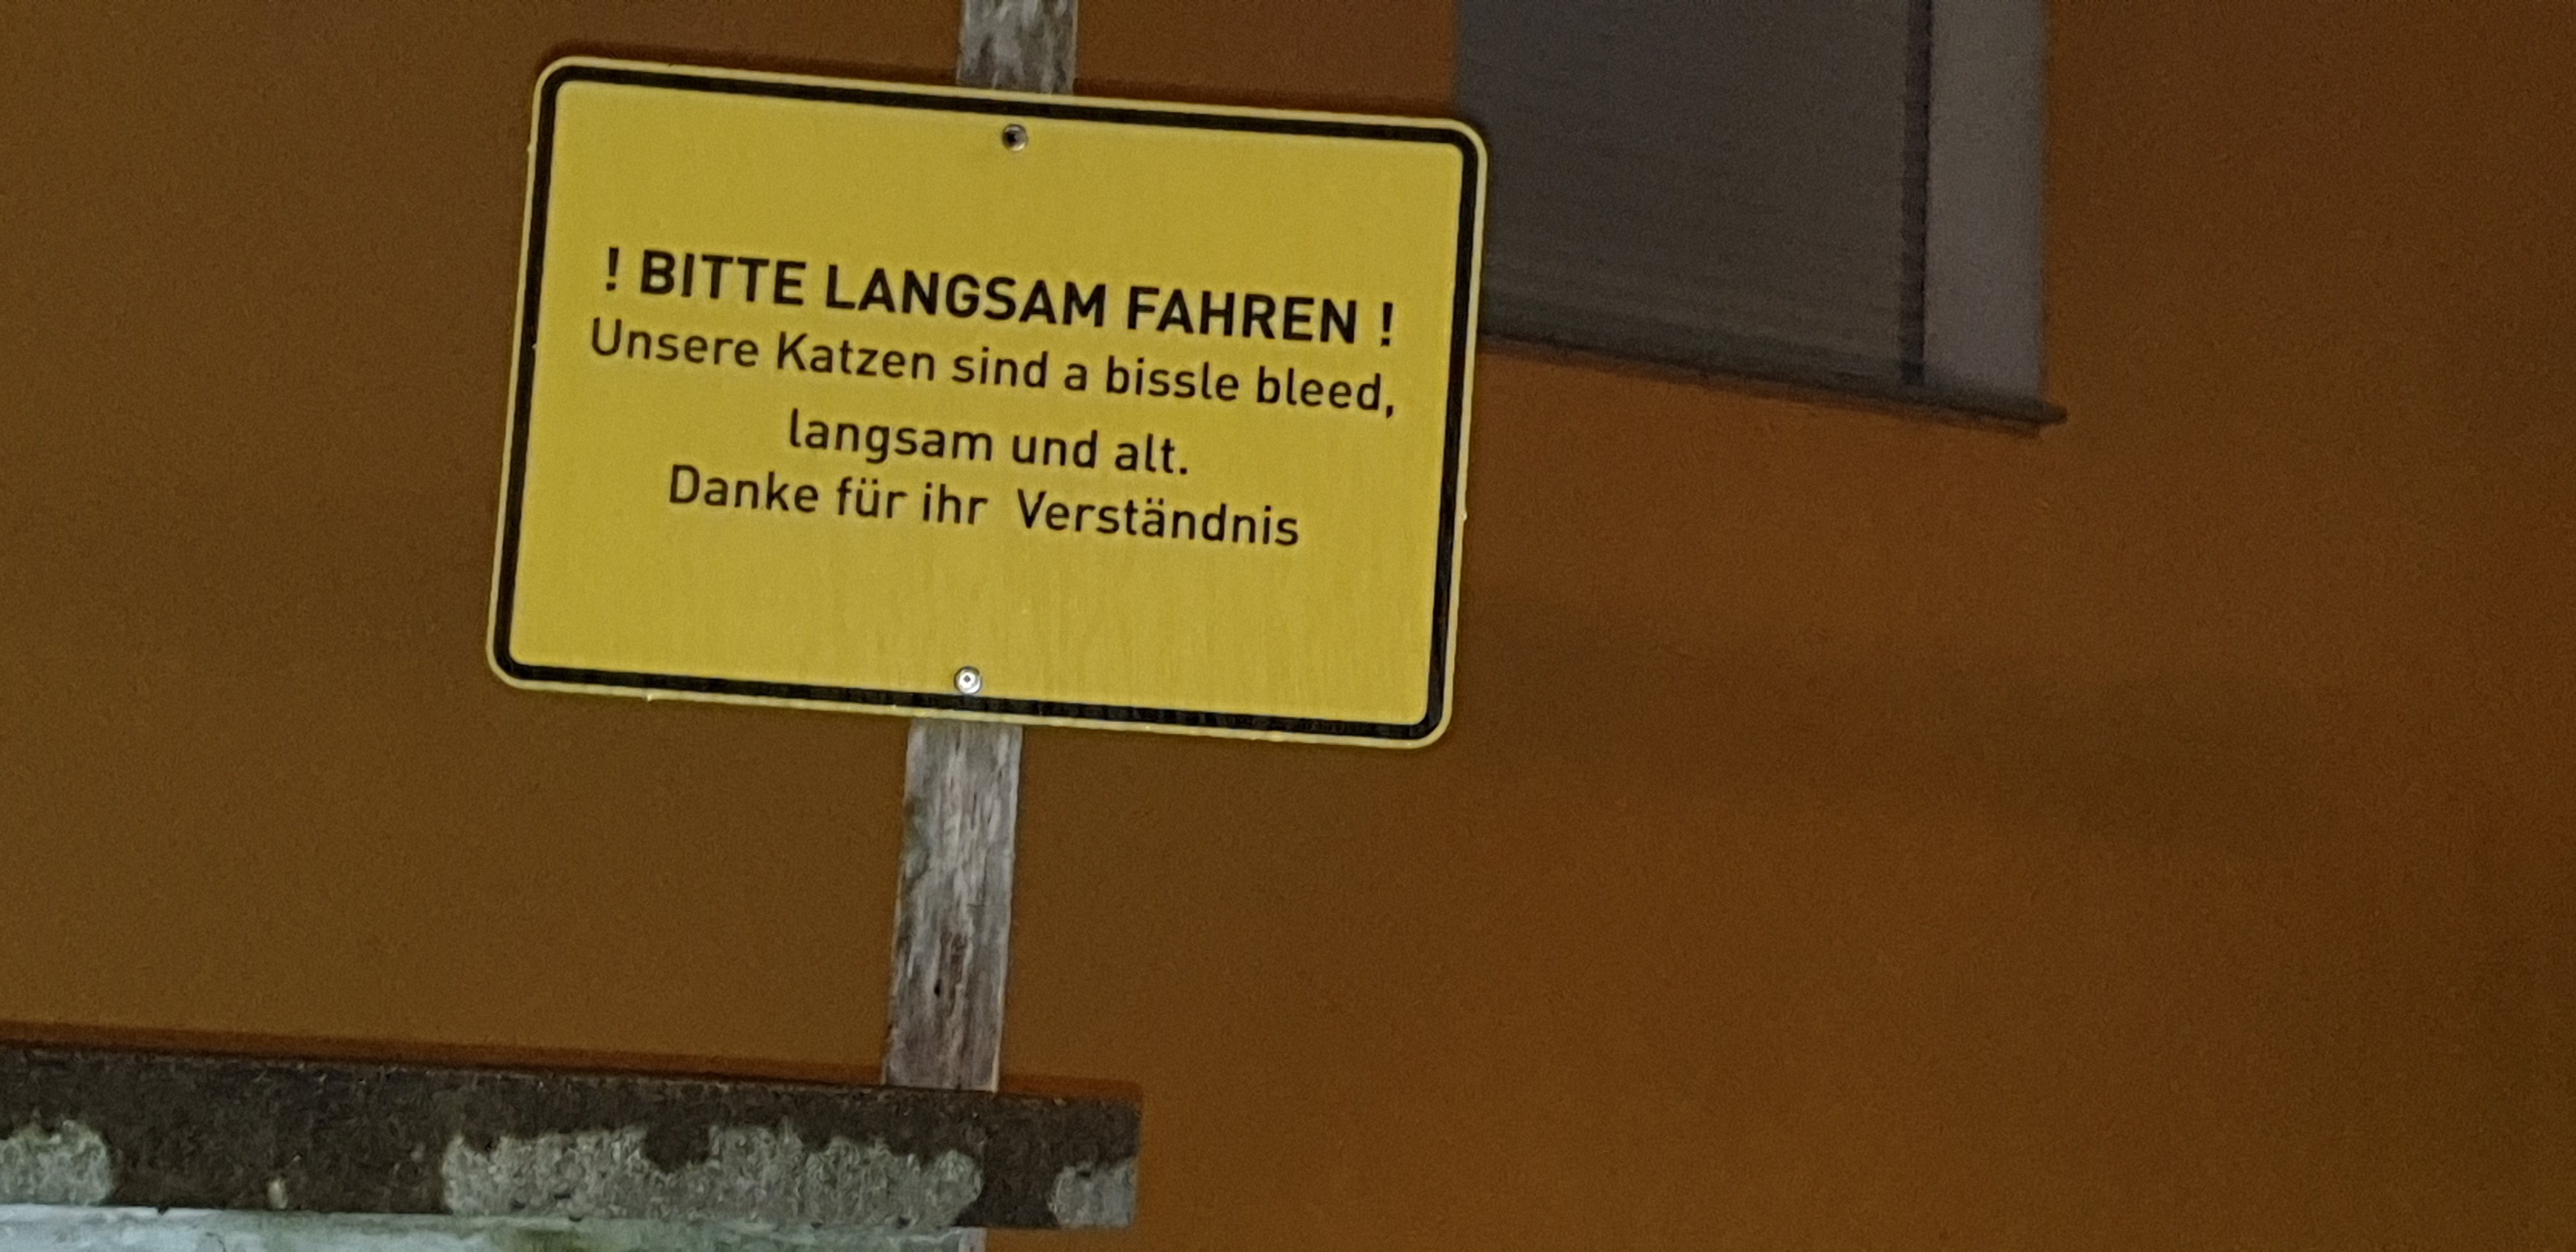 ! BITTE LANGSAM FAHREN !
Unsere Katzen sind a bissle bleed,
langsam und alt.
Danke für ihr Verständnis